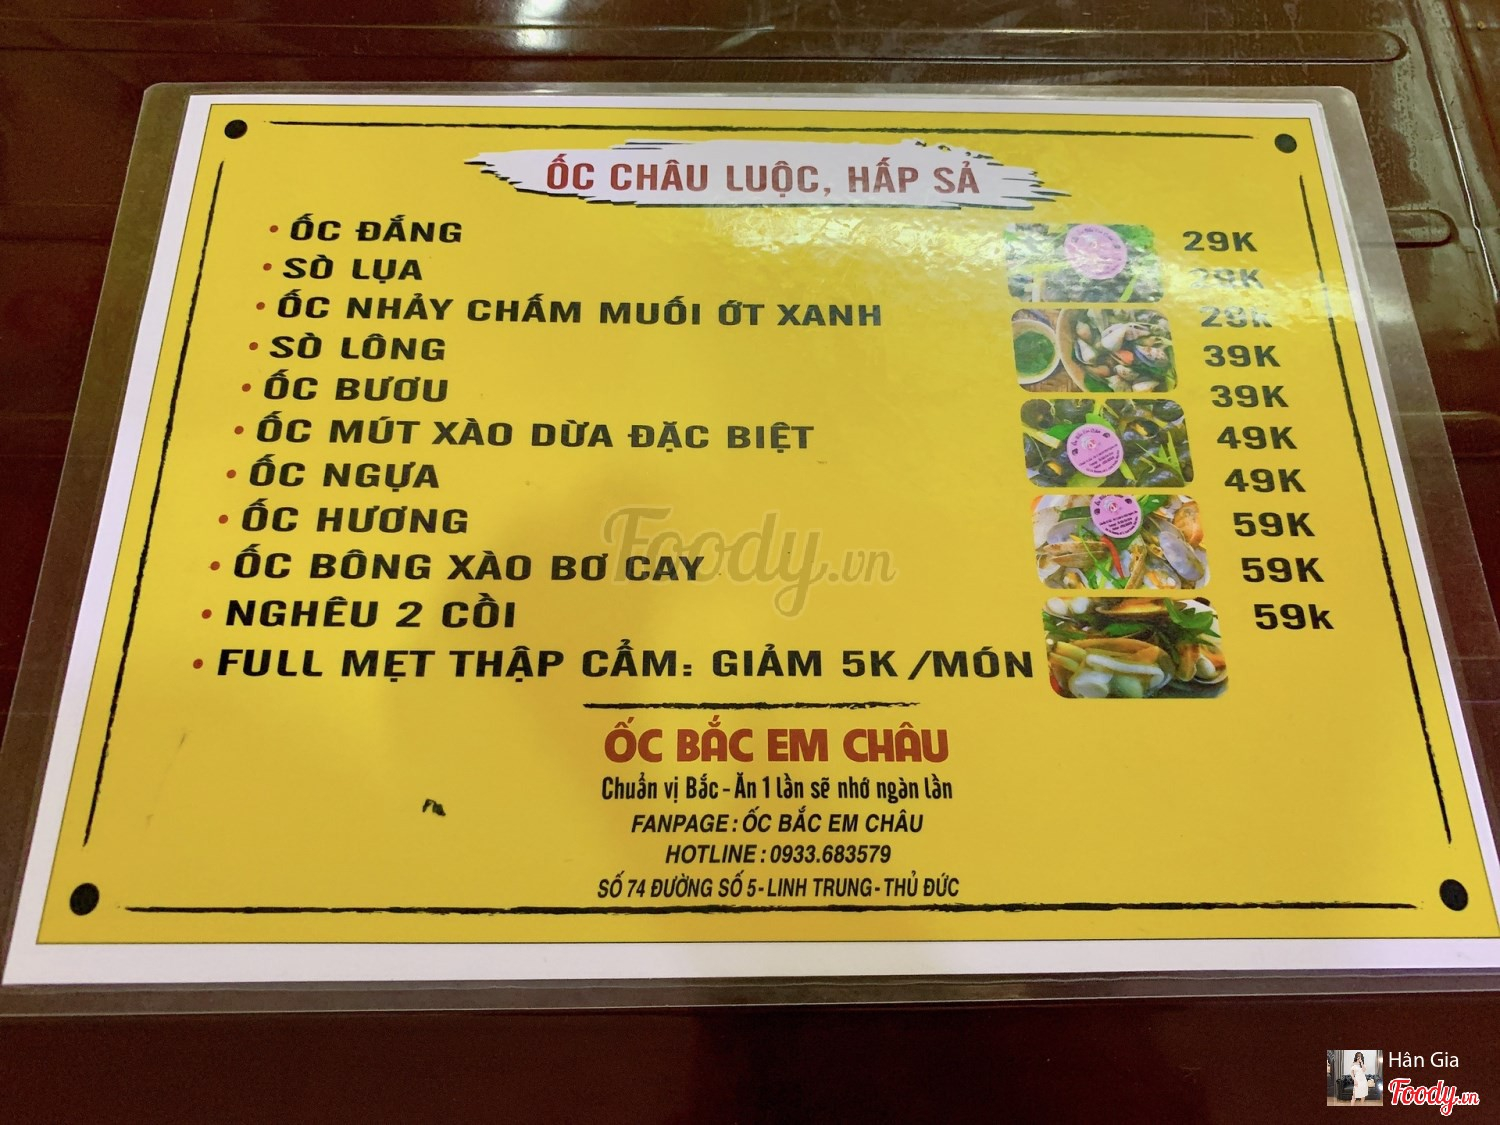 ỐC CHÂU LUỘC, HẤP SẢ
• ỐC ĐẮNG 29K
• SÒ LỤA 29K
• ỐC NHẢY CHẤM MUỐI ỚT XANH 29K
• SÒ LÔNG 39K
• ỐC BƯƠU 39K
• ỐC MÚT XÀO DỪA ĐẶC BIỆT 49K
• ỐC NGỰA 49K
• ỐC HƯƠNG 59K
• ỐC BÔNG XÀO BƠ CAY 59K
• NGHÊU 2 CỒI 59k
• FULL MẸT THẬP CẨM: GIẢM 5K /MÓN
Foody.vn
ỐC BẮC EM CHÂU
Chuẩn vị Bắc - Ăn 1 lần sẽ nhớ ngàn lần
FANPAGE: ỐC BẮC EM CHÂU
HOTLINE: 0933.683579
SỐ 74 ĐƯỜNG SỐ 5 - LINH TRUNG - THỦ ĐỨC
Hân Gia
Foody.vn